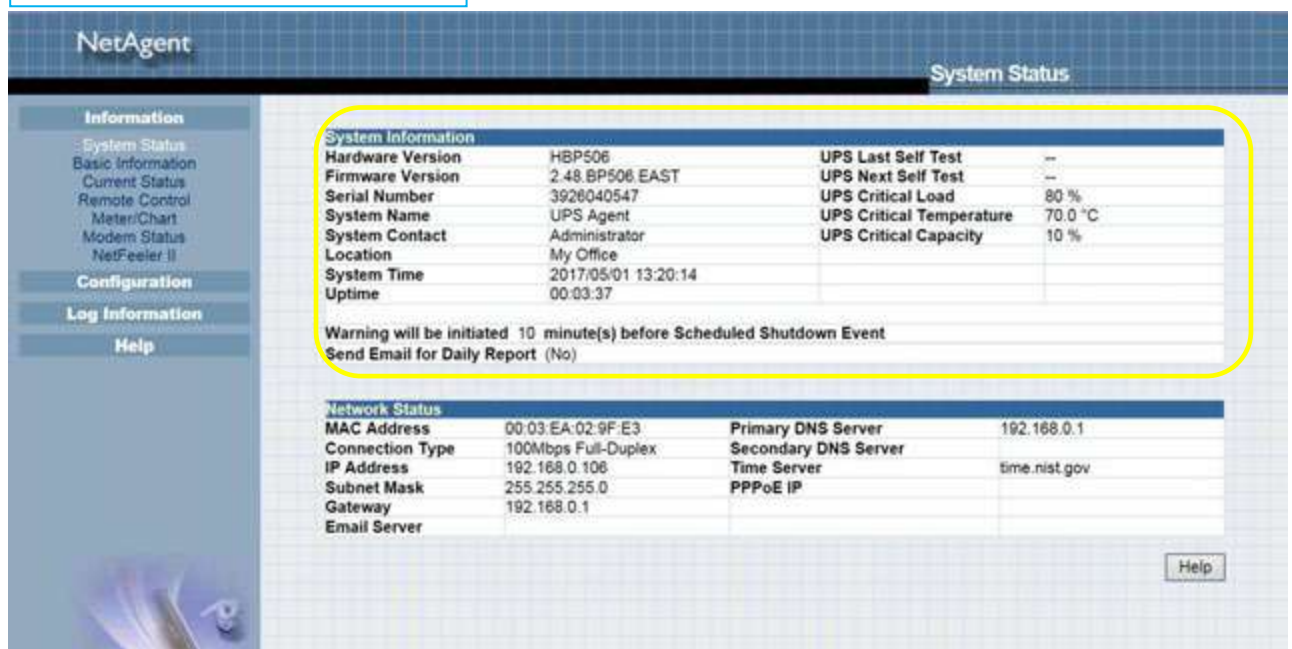 NetAgent
System Status
Information
System Status
Basic Information
Current Status
Remote Control
Meter/Chart
Modem Status
NetFeeler II
Configuration
Log Information
Help
System Information
Hardware Version HBP506 UPS Last Self Test --
Firmware Version 2.48.BP506.EAST UPS Next Self Test --
Serial Number 3926040547 UPS Critical Load 80 %
System Name UPS Agent UPS Critical Temperature 70.0 °C
System Contact Administrator UPS Critical Capacity 10 %
Location My Office
System Time 2017/05/01 13:20:14
Uptime 00:03:37
Warning will be initiated 10 minute(s) before Scheduled Shutdown Event
Send Email for Daily Report (No)
Network Status
MAC Address 00:03:EA:02:9F:E3 Primary DNS Server 192.168.0.1
Connection Type 100Mbps Full-Duplex Secondary DNS Server
IP Address 192.168.0.106 Time Server time.nist.gov
Subnet Mask 255.255.255.0 PPPoE IP
Gateway 192.168.0.1
Email Server
Help